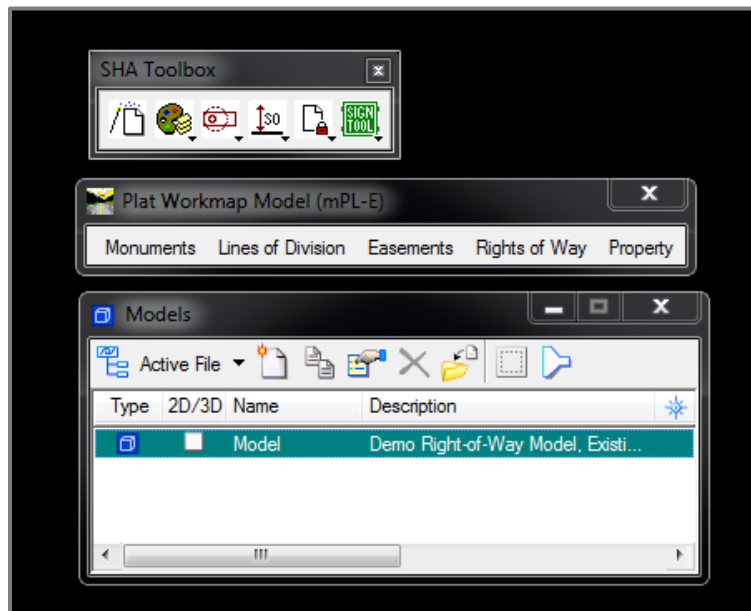 SHA Toolbox
SO
SIGN
TOOL
Plat Workmap Model (mPL-E)
Monuments Lines of Division Easements Rights of Way Property
Models
Active File
Type 2D/3D Name Description
Model Demo Right-of-Way Model, Existi...